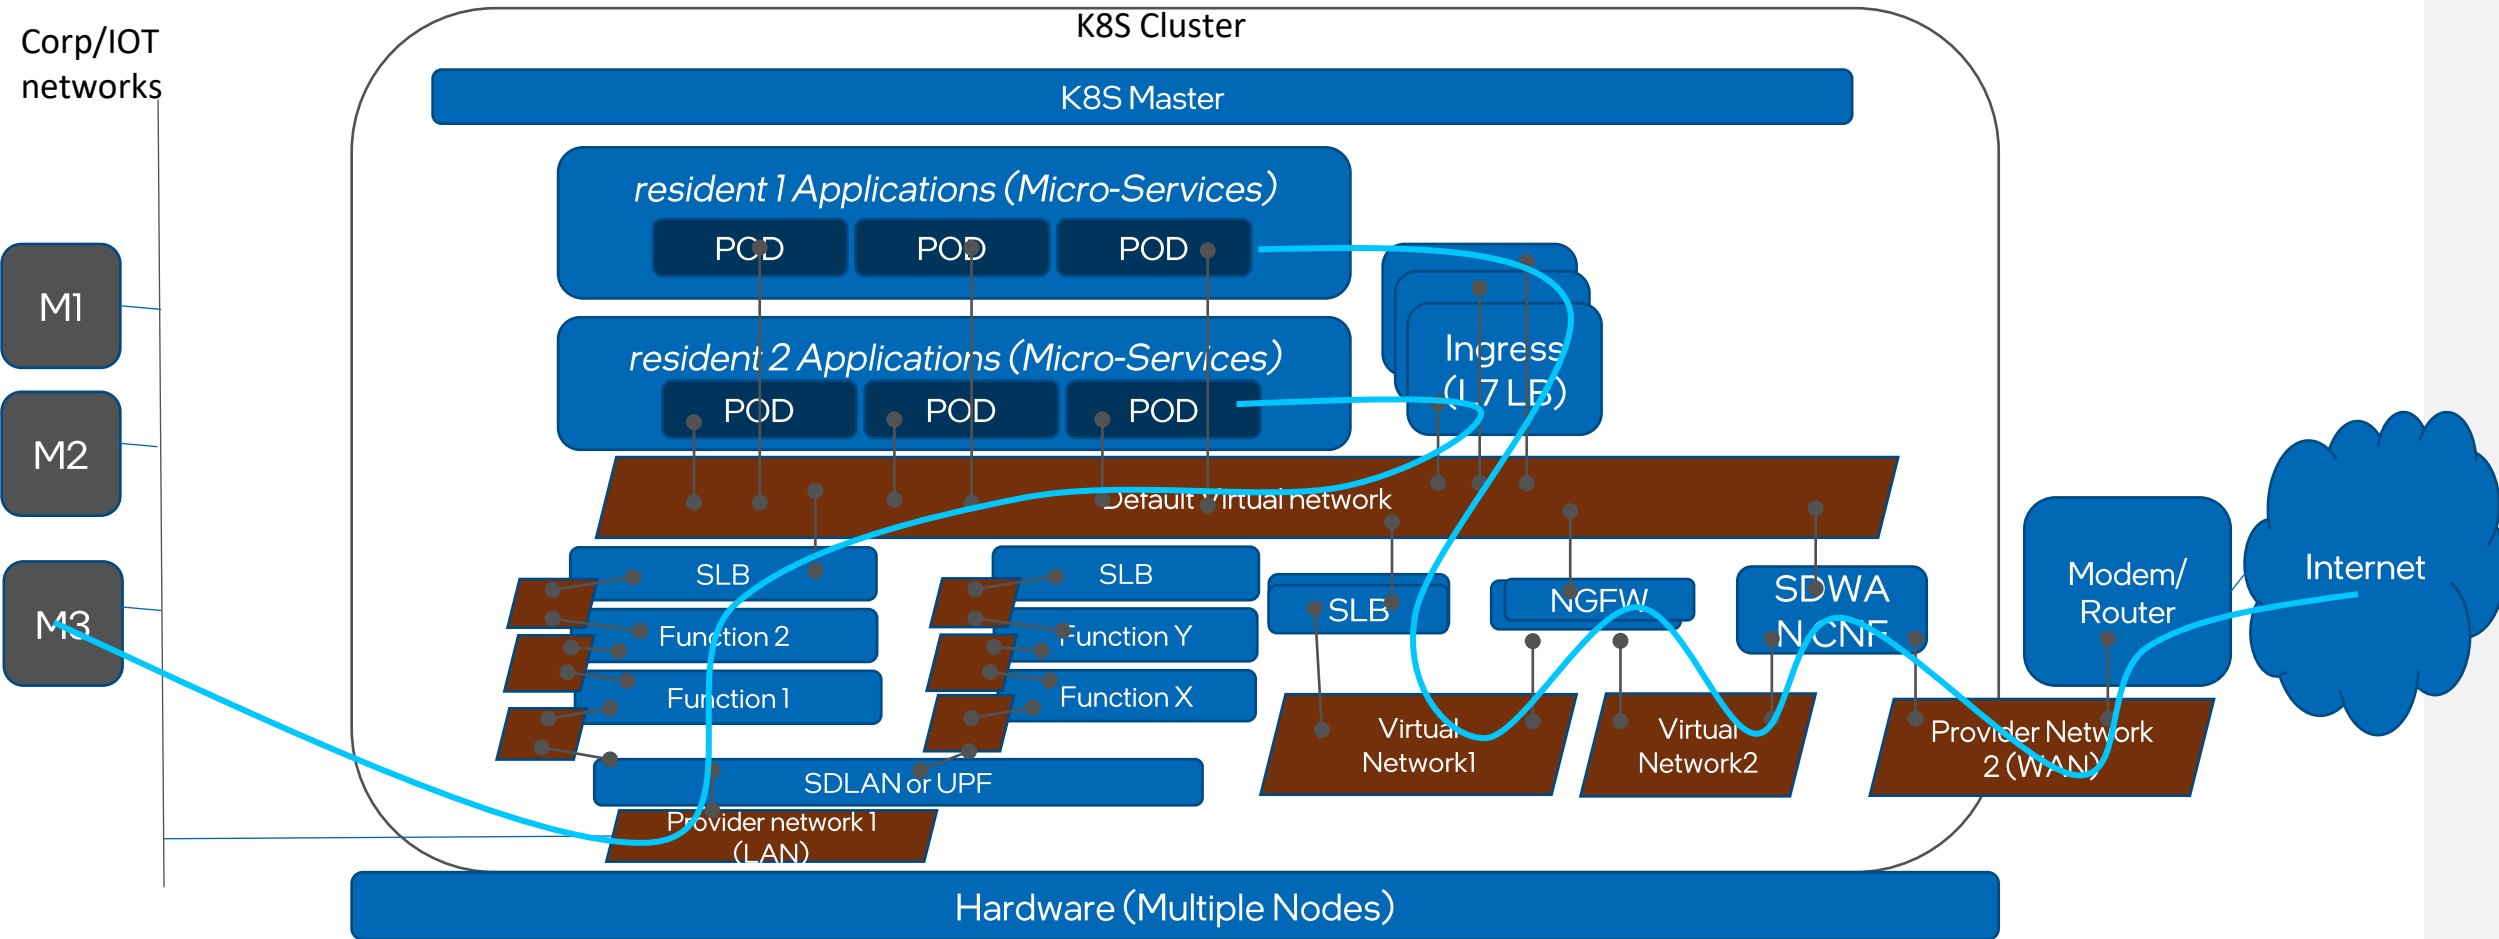 Corp/IOT
networks
K8S Cluster
K8S Master
resident 1 Applications (Micro-Services)
POD
POD
POD
resident 2 Applications (Micro-Services)
POD
POD
POD
Ingress
(L7 LB)
Default Virtual network
M1
M2
M3
SLB
Function 2
Function 1
SLB
Function Y
Function X
SLB
NGFW
SDWA
N CNF
Modem/
Router
Internet
Virtual
Network1
Virtual
Network2
Provider Network
2 (WAN)
SDLAN or UPF
Provider network 1
(LAN)
Hardware (Multiple Nodes)